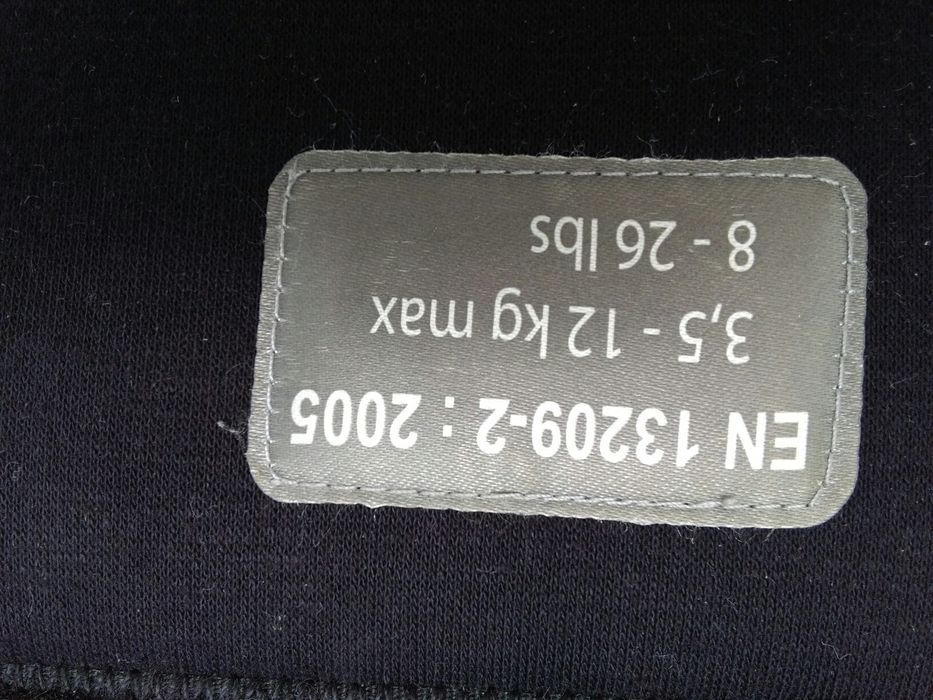 EN 13209-2 : 2005
3,5 - 12 kg max
8 - 26 lbs